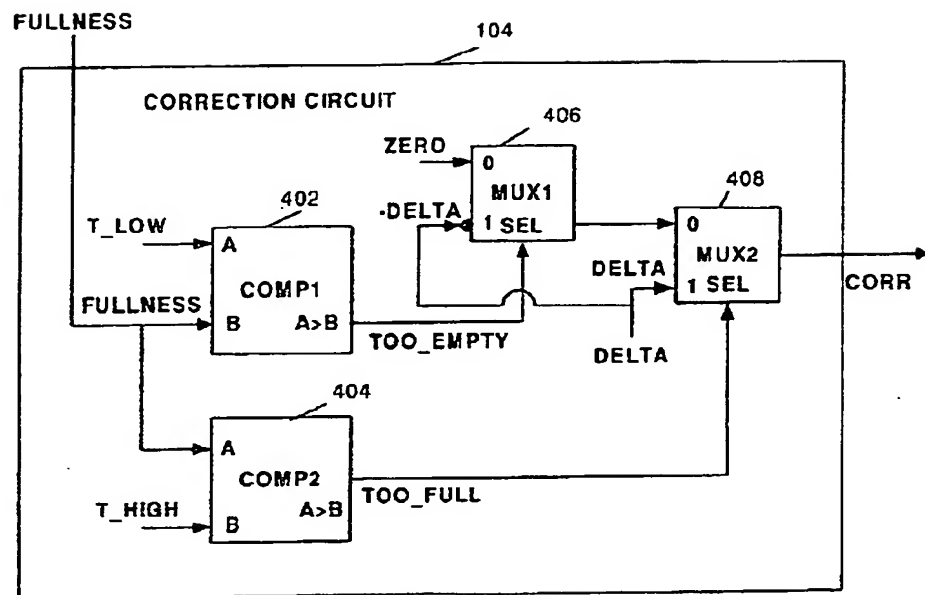 FULLNESS
104
CORRECTION CIRCUIT
406
ZERO
0
MUX1
408
402
-DELTA
1 SEL
0
T_LOW
A
MUX2
COMP1
DELTA
1 SEL
CORR
FULLNESS
B
A>B
TOO_EMPTY
DELTA
404
A
COMP2
TOO_FULL
T_HIGH
B
A>B